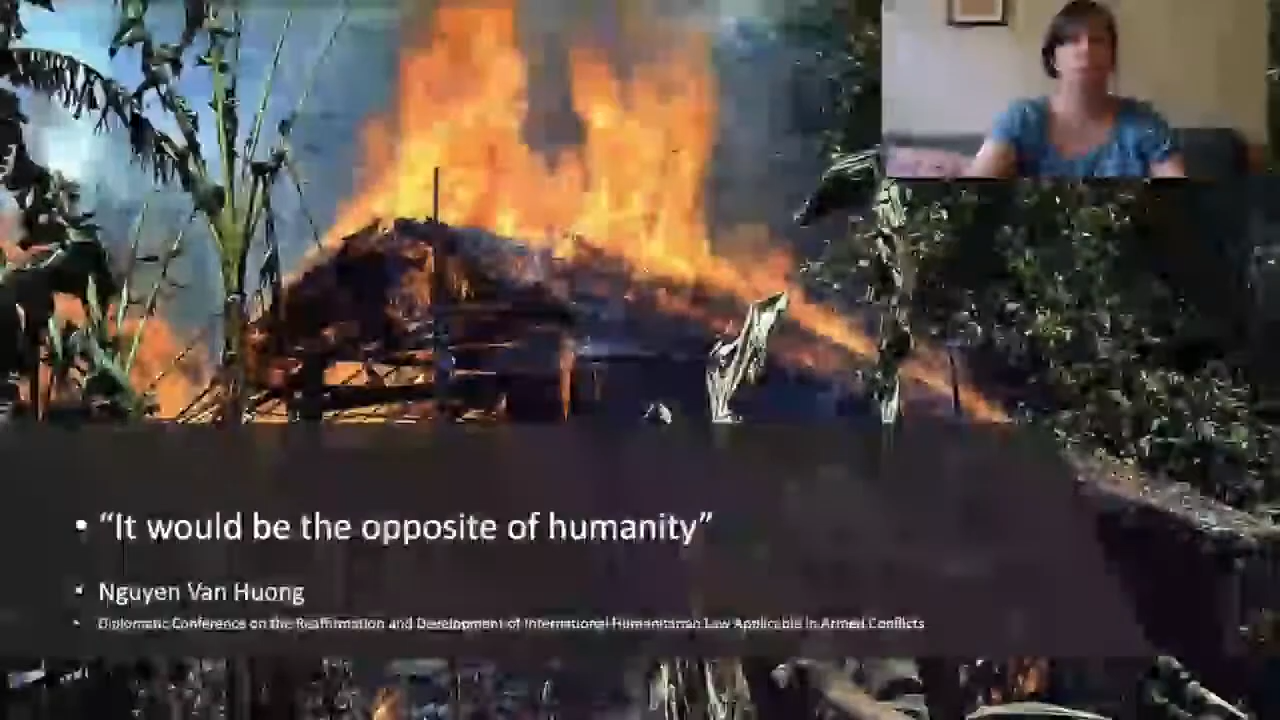 • “It would be the opposite of humanity”
• Nguyen Van Huong
• Diplomatic Conference on the Reaffirmation and Development of International Humanitarian Law Applicable in Armed Conflicts